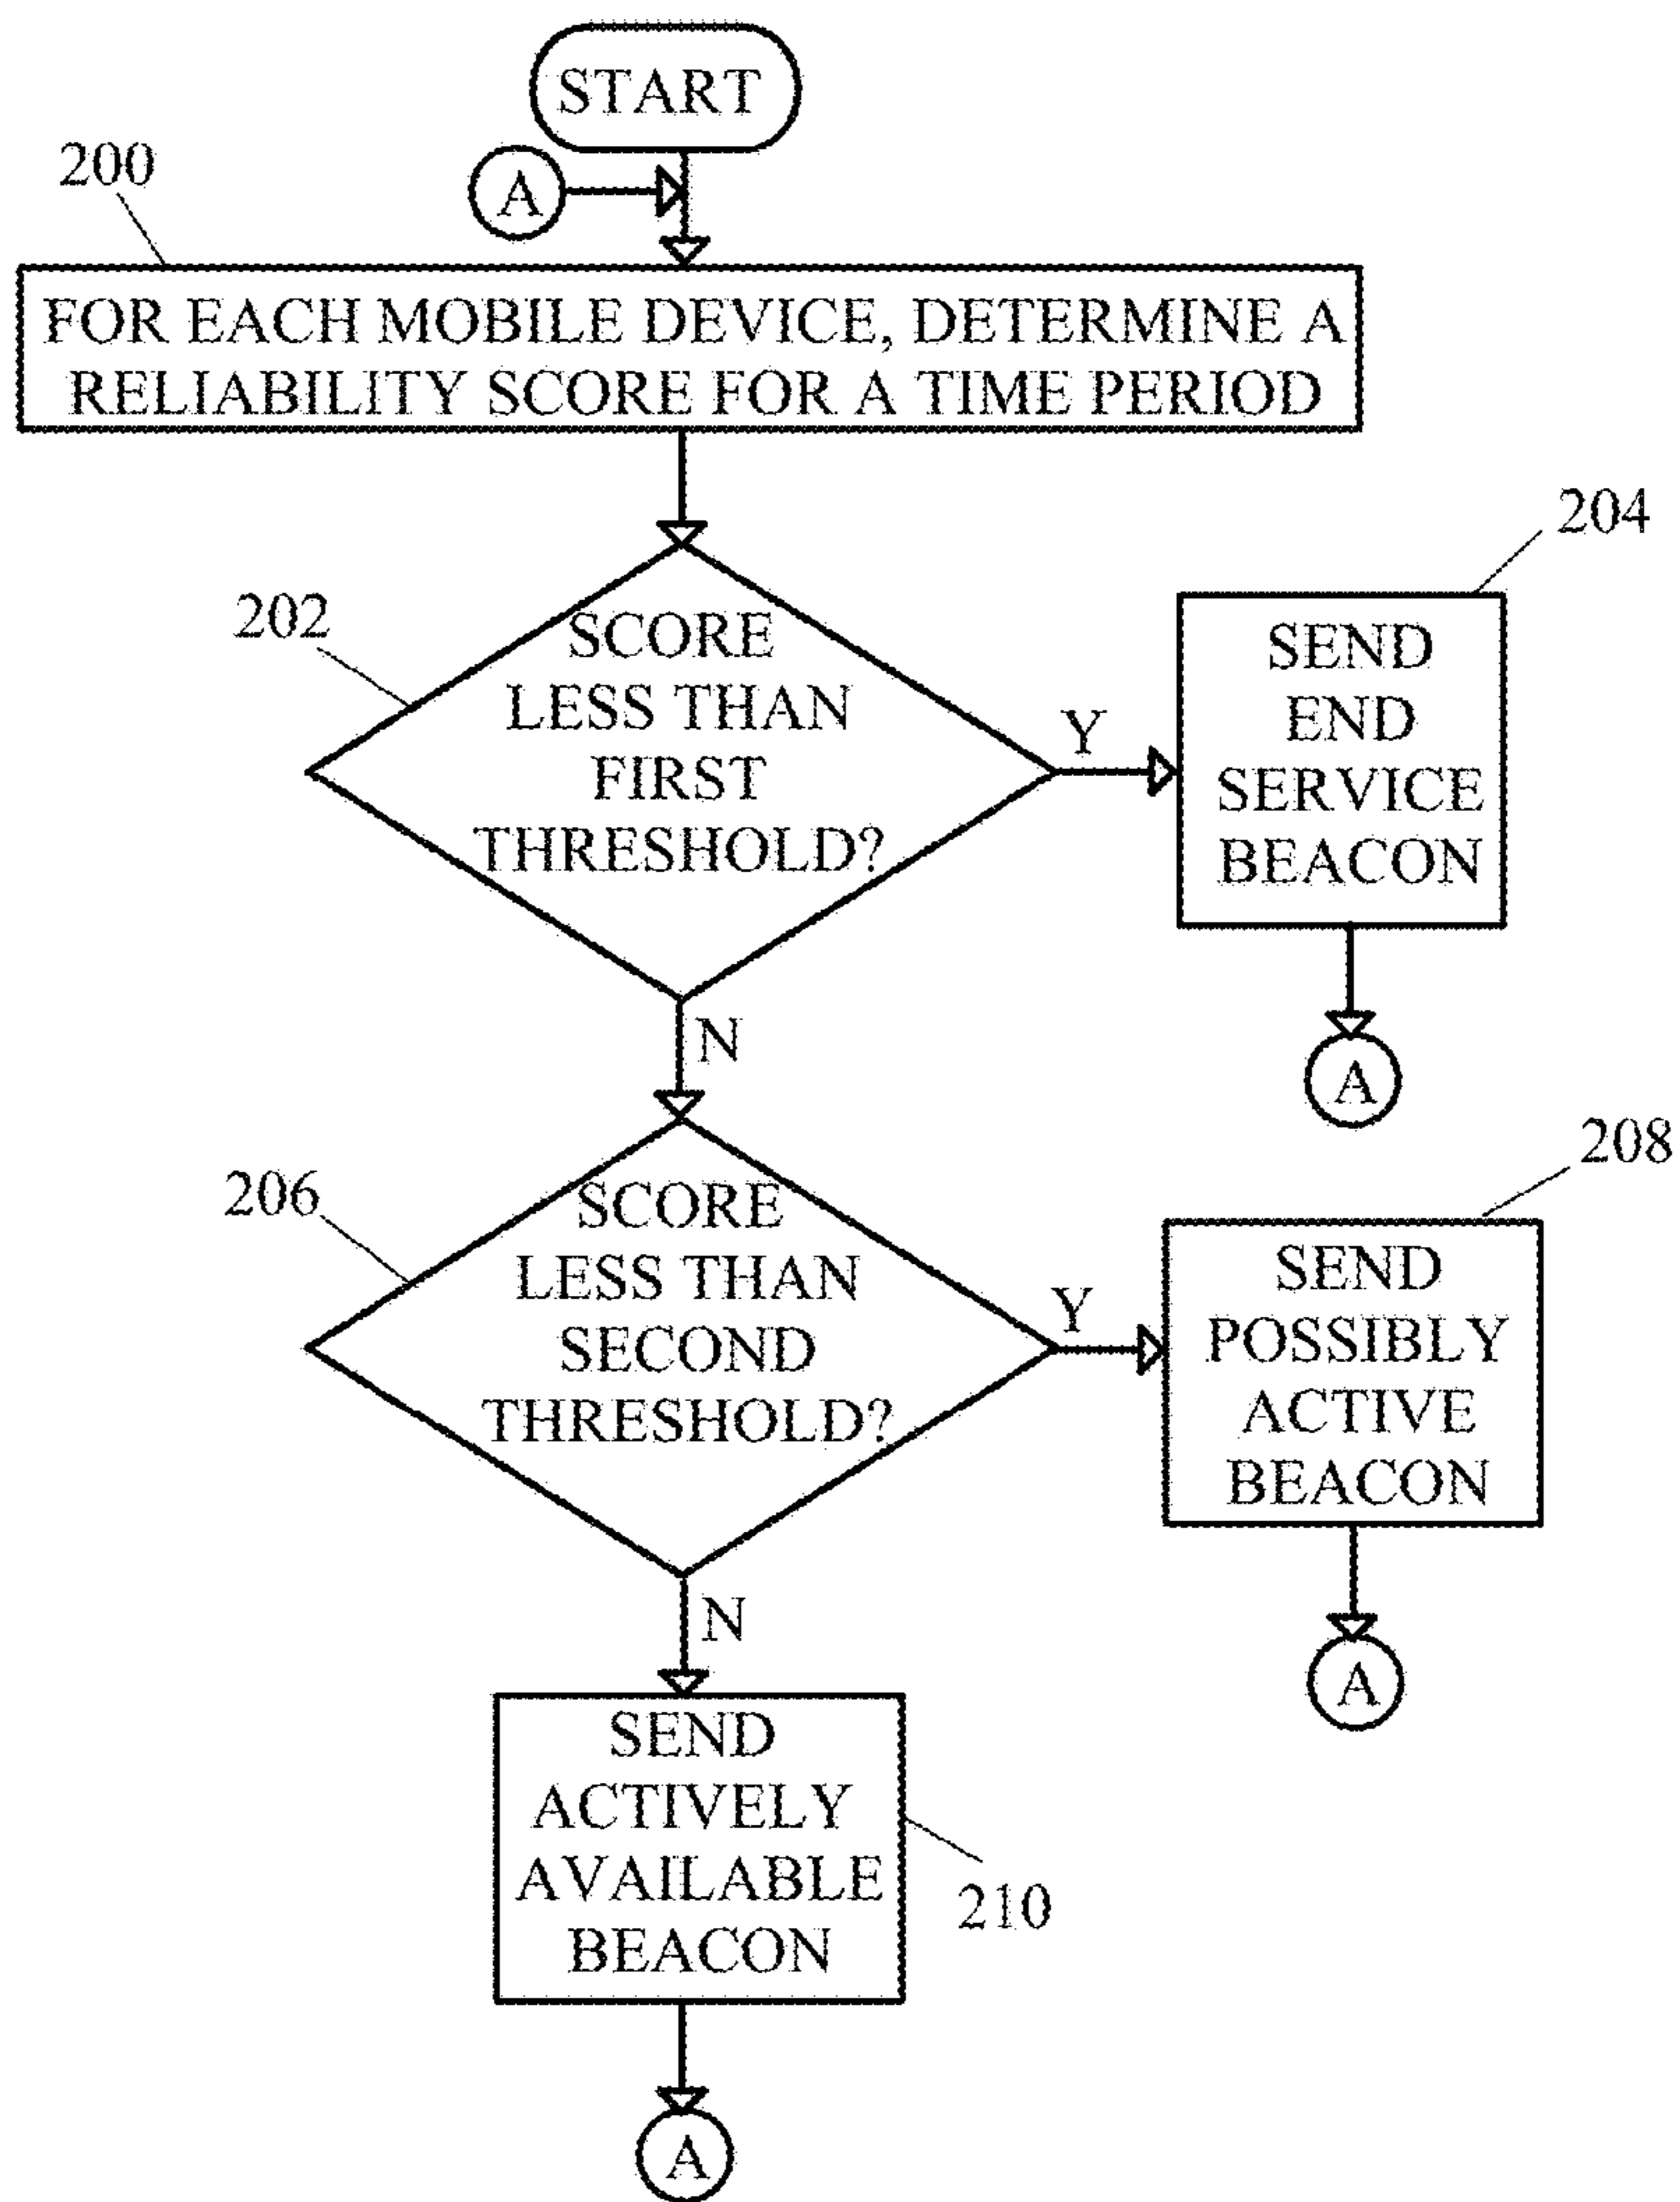 START
A
200
FOR EACH MOBILE DEVICE, DETERMINE A
RELIABILITY SCORE FOR A TIME PERIOD
202
SCORE
LESS THAN
FIRST
THRESHOLD?
Y
204
SEND
END
SERVICE
BEACON
A
N
206
SCORE
LESS THAN
SECOND
THRESHOLD?
Y
208
SEND
POSSIBLY
ACTIVE
BEACON
A
N
SEND
ACTIVELY
AVAILABLE
BEACON
210
A